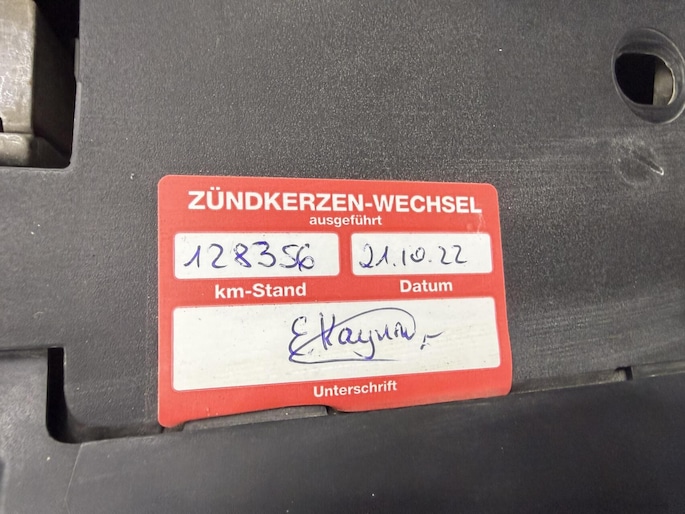 ZÜNDKERZEN-WECHSEL
ausgeführt
128356 21.10.22
km-Stand Datum
Unterschrift